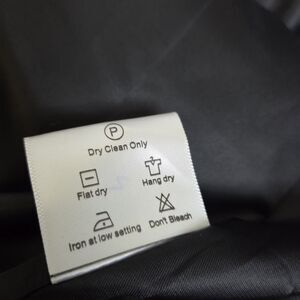 P
Dry Clean Only
Flat dry Hang dry
Iron at low setting Don't Bleach